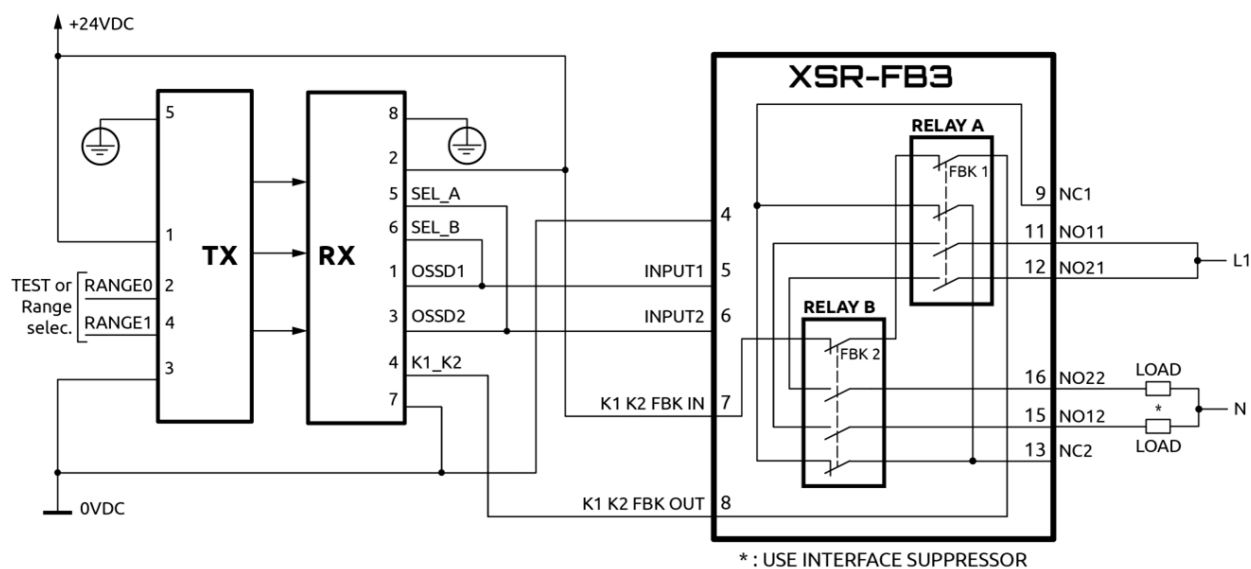 +24VDC
XSR-FB3
RELAY A
FBK 1
5
1
2
4
3
TX
TEST or
Range
selec.
RANGE0
RANGE1
RX
8
2
5 SEL_A
6 SEL_B
1 OSSD1
3 OSSD2
4 K1_K2
7
0VDC
4
INPUT1 5
INPUT2 6
K1 K2 FBK IN 7
K1 K2 FBK OUT 8
RELAY B
FBK 2
9 NC1
11 NO11
12 NO21
L1
16 NO22
15 NO12
13 NC2
LOAD
*
LOAD
N
* : USE INTERFACE SUPPRESSOR